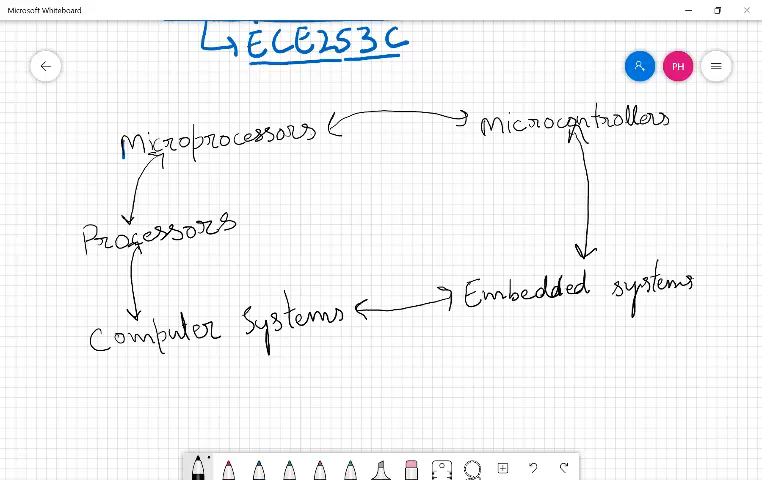 Microsoft Whiteboard
ECE253C
PH
Microprocessors
Microcontrollers
Processors
Embedded systems
Computer Systems